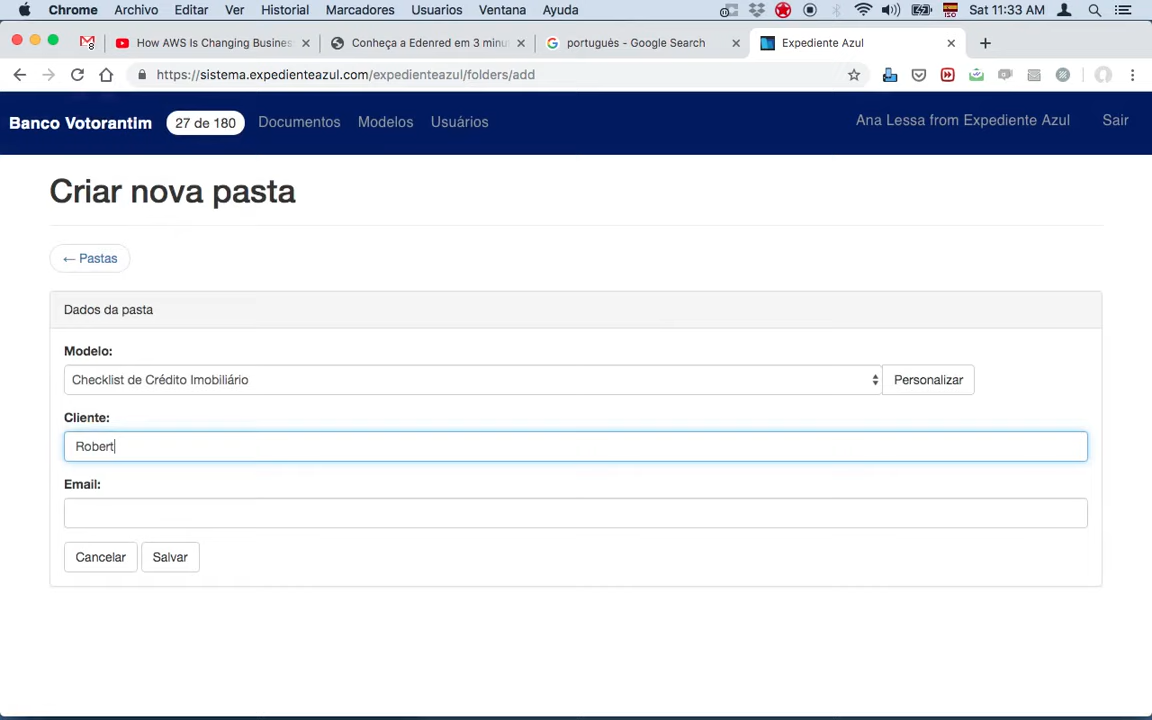 Chrome Archivo Editar Ver Historial Marcadores Usuarios Ventana Ayuda Sat 11:33 AM
How AWS Is Changing Busines Conheça a Edenred em 3 minu português - Google Search Expediente Azul
https://sistema.expedienteazul.com/expedienteazul/folders/add
Banco Votorantim 27 de 180 Documentos Modelos Usuários Ana Lessa from Expediente Azul Sair
Criar nova pasta
← Pastas
Dados da pasta
Modelo:
Checklist de Crédito Imobiliário Personalizar
Cliente:
Robert
Email:
Cancelar Salvar